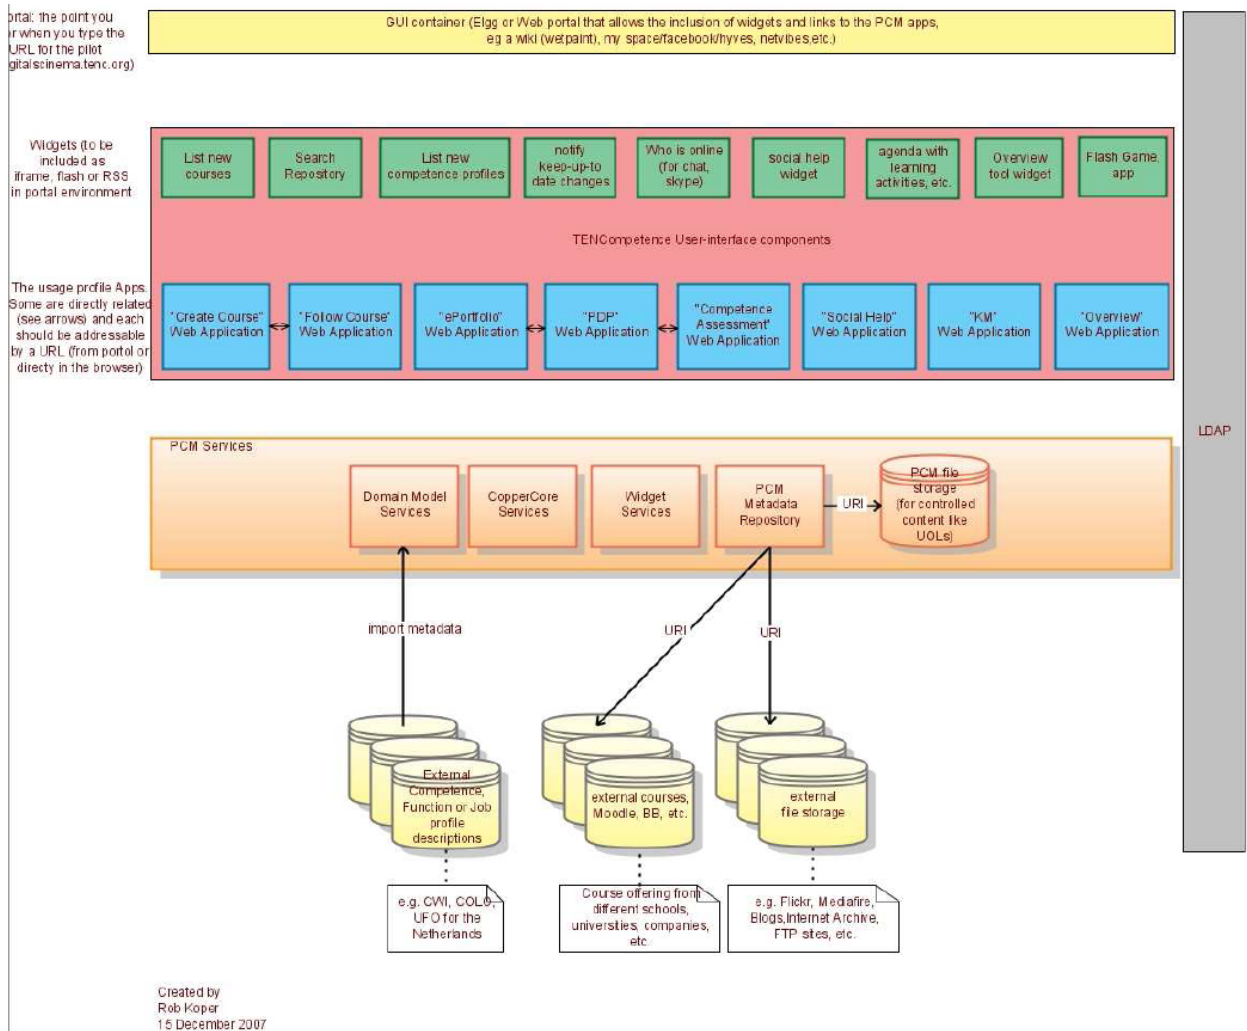 ortal: the point you
r when you type the
URL for the pilot
gitalscinema.tenc.org)
GUI container (Elgg or Web portal that allows the inclusion of widgets and links to the PCM apps,
eg a wiki (wetpaint), my space/facebook/hyves, netvibes,etc.)
Widgets (to be
included as
iframe, flash or RSS
in portal environment
List new
courses
Search
Repository
List new
competence profiles
notify
keep-up-to
date changes
Who is online
(for chat,
skype)
social help
widget
agenda with
learning
activities, etc.
Overview
tool widget
Flash Game,
app
TENCompetence User-interface components
The usage profile Apps.
Some are directly related
(see arrows) and each
should be addressable
by a URL (from portol or
directy in the browser)
"Create Course"
Web Application
"Follow Course"
Web Application
"ePortfolio"
Web Application
"PDP"
Web Application
"Competence
Assessment'
Web Application
"Social Help"
Web Application
"KM"
Web Application
"Overview"
Web Application
LDAP
PCM Services
Domain Model
Services
CopperCore
Services
Widget
Services
PCM
Metadata
Repository
URI
PCM file
storage
(for controlled
content like
UOLs)
import metadata
URI
URI
External
Competence,
Function or Job
profile
descriptions
external courses,
Moodle, BB, etc.
external
file storage
e.g. CWI, COLO,
UFO for the
Netherlands
Course offering from
different schools,
universities, companies,
etc.
e.g. Flickr, Mediafire,
Blogs,Internet Archive,
FTP sites, etc.
Created by
Rob Koper
15 December 2007